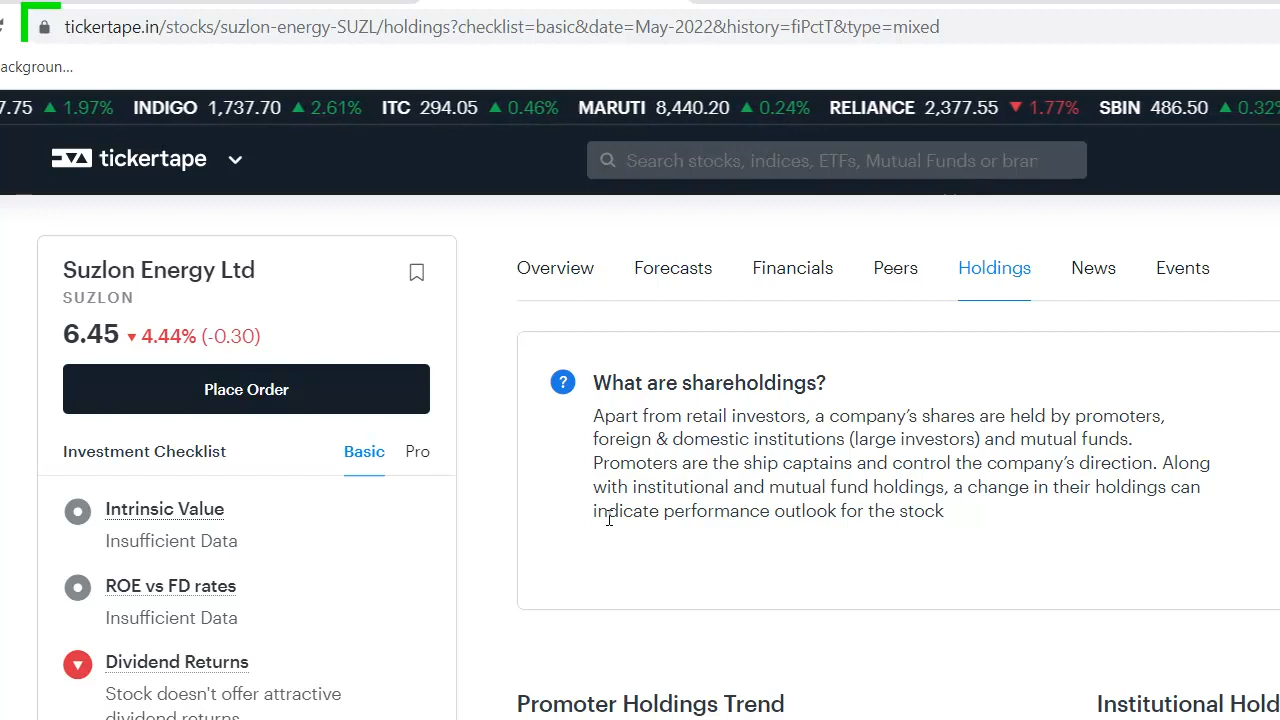 tickertape.in/stocks/suzlon-energy-SUZL/holdings?checklist=basic&date=May-2022&history=fiPctT&type=mixed
ackgroun...
7.75 ▲ 1.97% INDIGO 1,737.70 ▲ 2.61% ITC 294.05 ▲ 0.46% MARUTI 8,440.20 ▲ 0.24% RELIANCE 2,377.55 ▼ 1.77% SBIN 486.50 ▲ 0.32%
tickertape
Search stocks, indices, ETFs, Mutual Funds or bran
Suzlon Energy Ltd
SUZLON
6.45 ▼ 4.44% (-0.30)
Place Order
Investment Checklist Basic Pro
Intrinsic Value
Insufficient Data
ROE vs FD rates
Insufficient Data
Dividend Returns
Stock doesn't offer attractive
dividend returns
Overview Forecasts Financials Peers Holdings News Events
What are shareholdings?
Apart from retail investors, a company's shares are held by promoters,
foreign & domestic institutions (large investors) and mutual funds.
Promoters are the ship captains and control the company's direction. Along
with institutional and mutual fund holdings, a change in their holdings can
indicate performance outlook for the stock
Promoter Holdings Trend
Institutional Hold